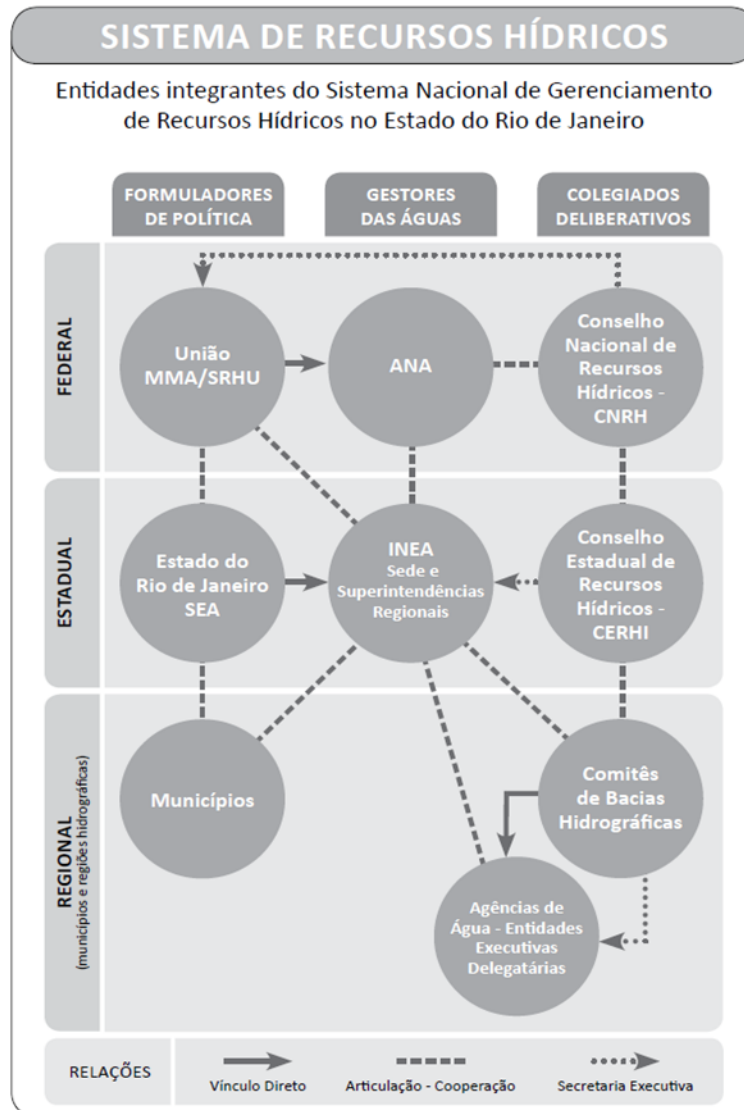 SISTEMA DE RECURSOS HÍDRICOS
Entidades integrantes do Sistema Nacional de Gerenciamento
de Recursos Hídricos no Estado do Rio de Janeiro
FORMULADORES
DE POLÍTICA
GESTORES
DAS ÁGUAS
COLEGIADOS
DELIBERATIVOS
FEDERAL
União
MMA/SRHU
ANA
Conselho
Nacional de
Recursos
Hídricos -
CNRH
ESTADUAL
Estado do
Rio de Janeiro
SEA
INEA
Sede e
Superintendências
Regionais
Conselho
Estadual de
Recursos
Hídricos -
CERHI
REGIONAL
(municípios e regiões hidrográficas)
Municípios
Comitês
de Bacias
Hidrográficas
Agências de
Água - Entidades
Executivas
Delegatárias
RELAÇÕES
Vínculo Direto
Articulação - Cooperação
Secretaria Executiva